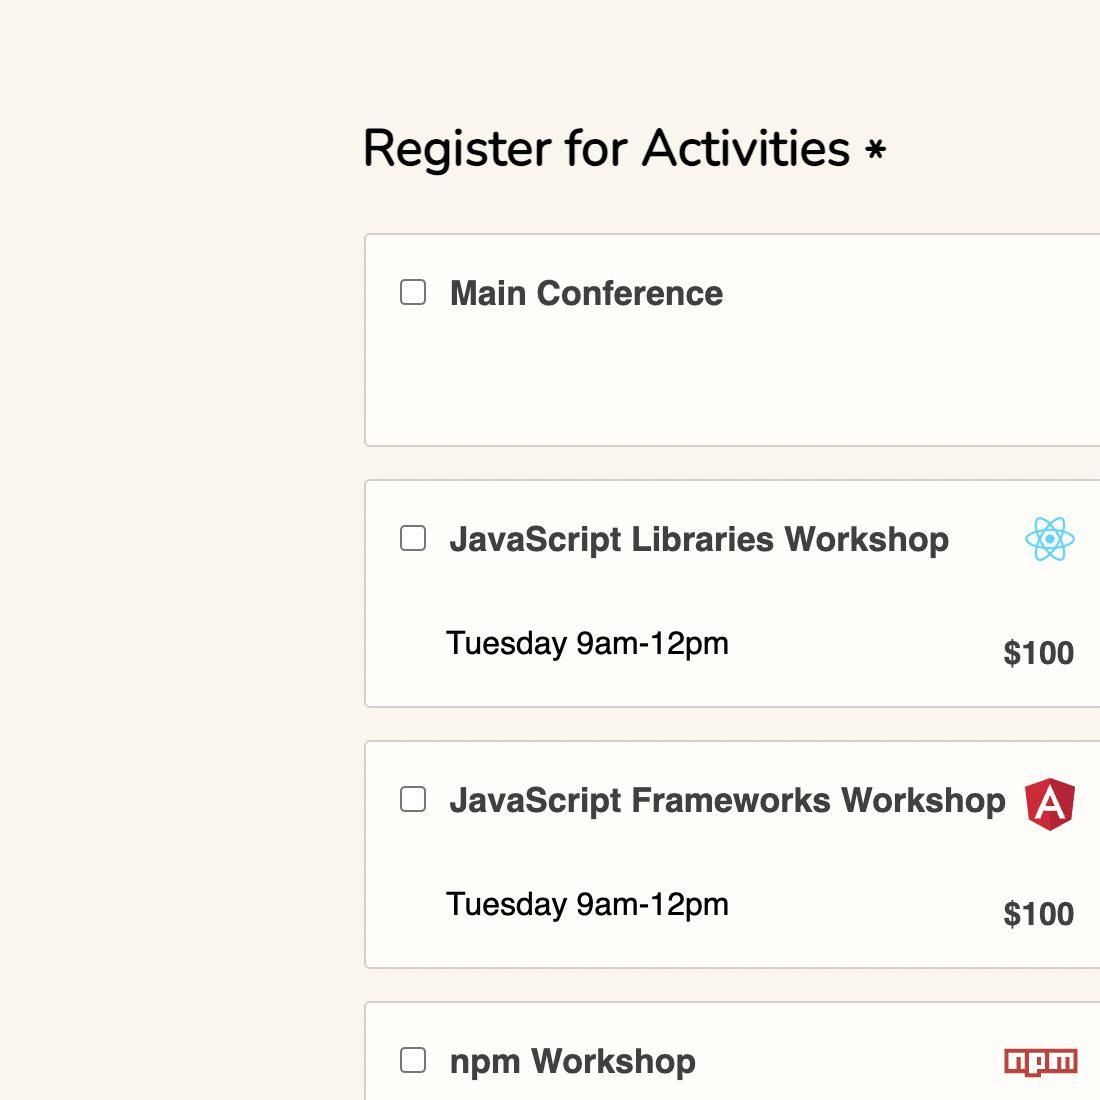 Register for Activities *
Main Conference
JavaScript Libraries Workshop
Tuesday 9am-12pm
$100
JavaScript Frameworks Workshop A
Tuesday 9am-12pm
$100
npm Workshop npm